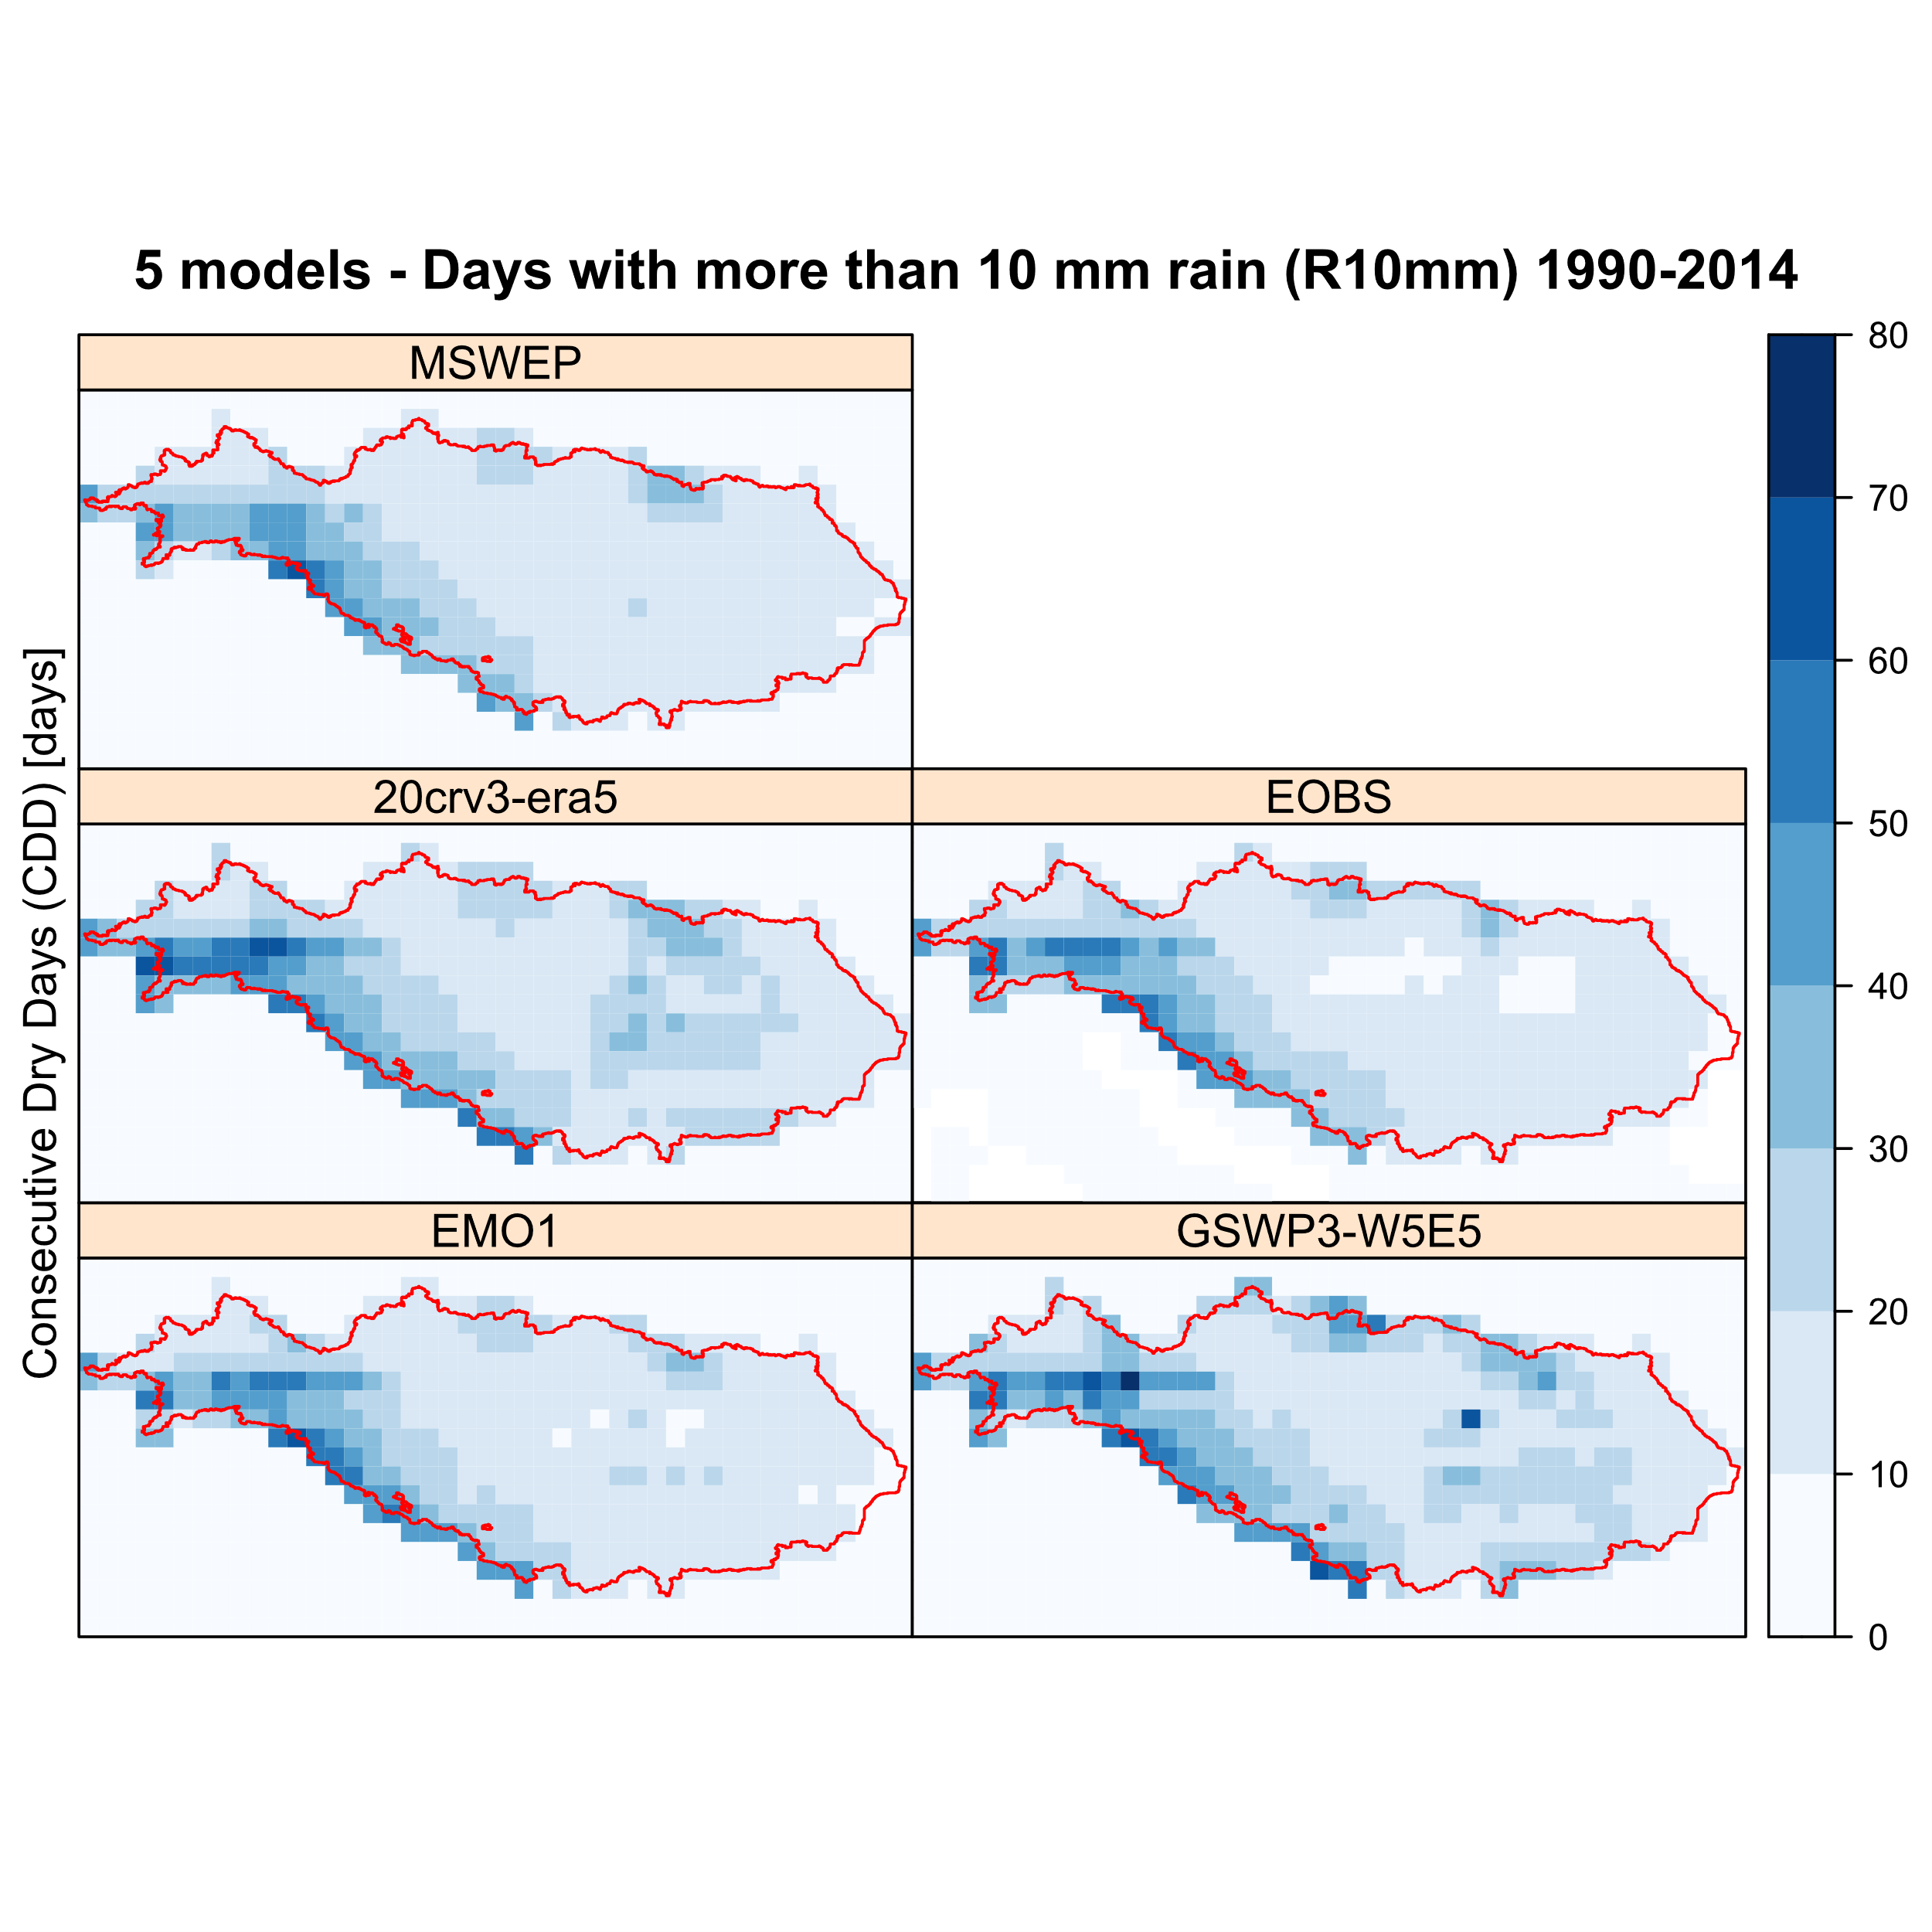 5 models - Days with more than 10 mm rain (R10mm) 1990-2014
MSWEP
20crv3-era5
EOBS
EMO1
GSWP3-W5E5
Consecutive Dry Days (CDD) [days]
80
70
60
50
40
30
20
10
0